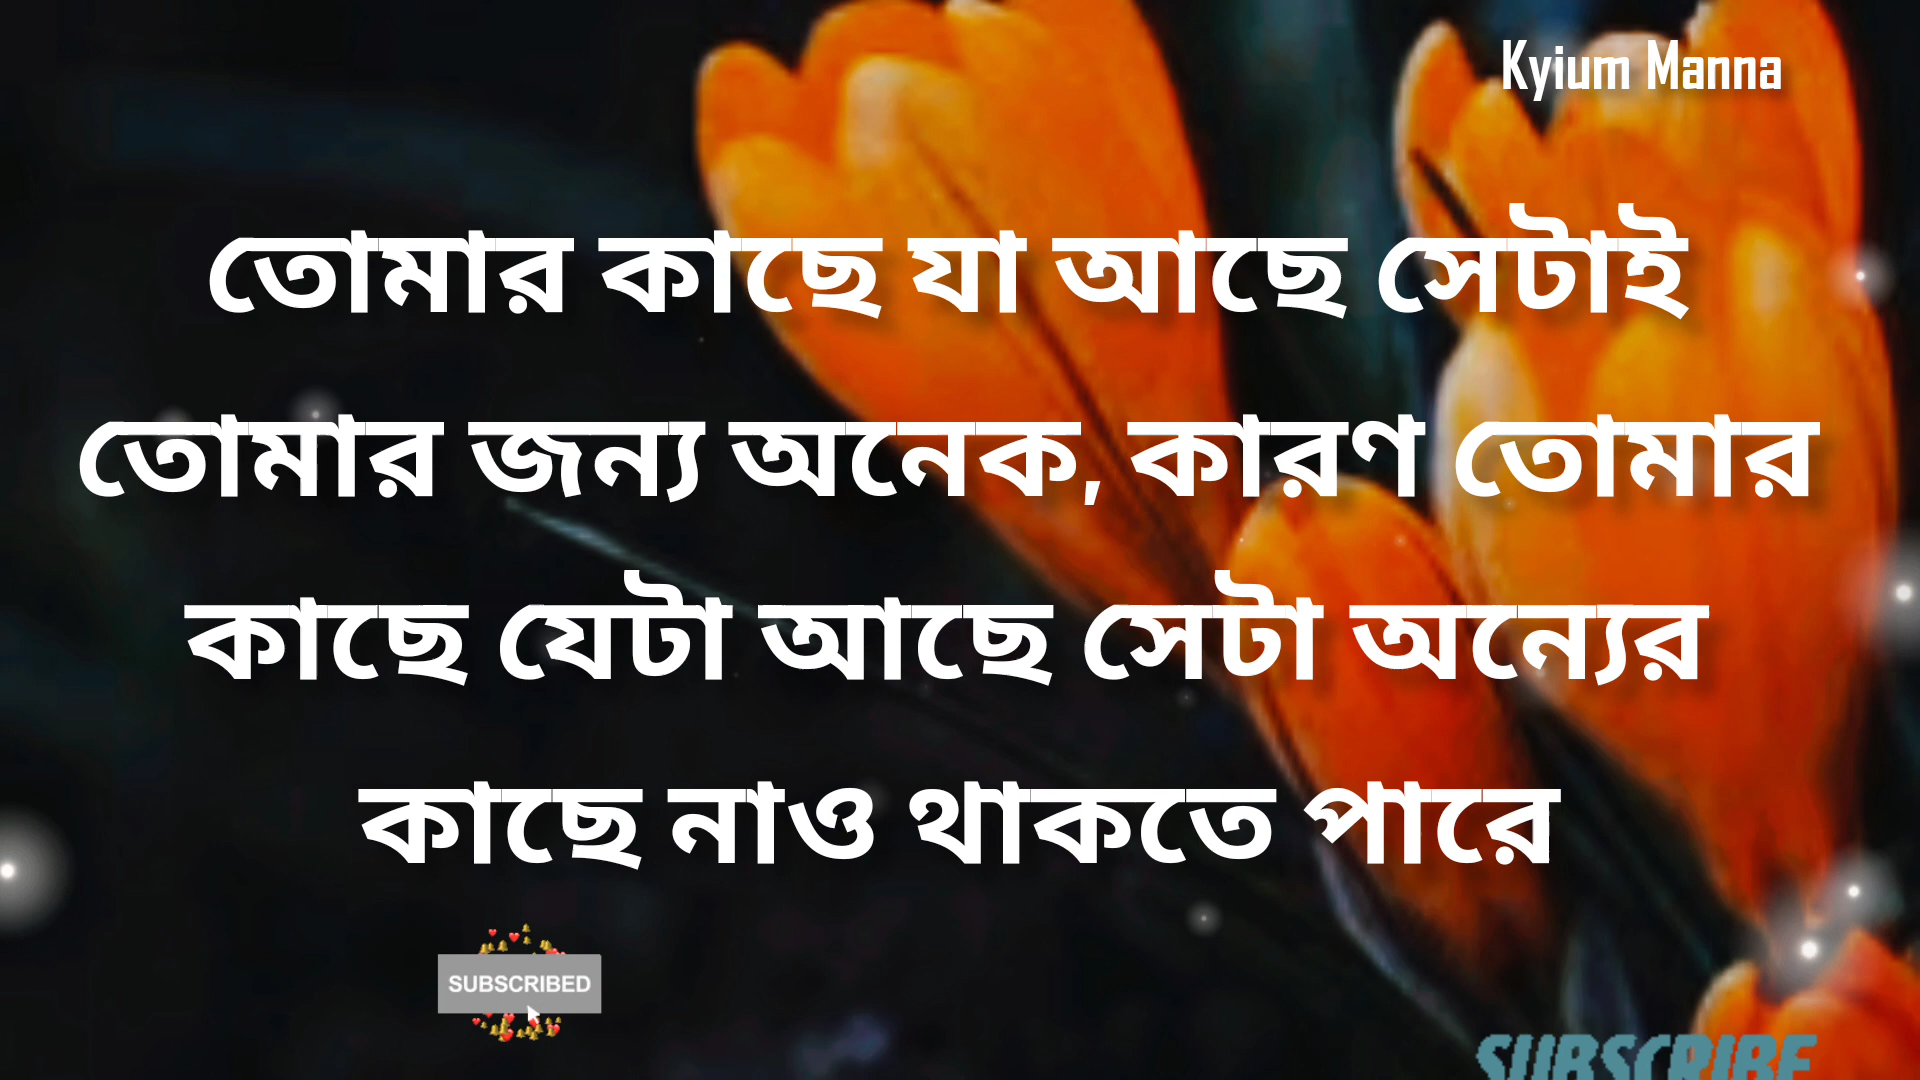 Kyium Manna
তোমার কাছে যা আছে সেটাই
তোমার জন্য অনেক, কারণ তোমার
কাছে যেটা আছে সেটা অন্যের
কাছে নাও থাকতে পারে
SUBSCRIBED
SUBSCRIBE